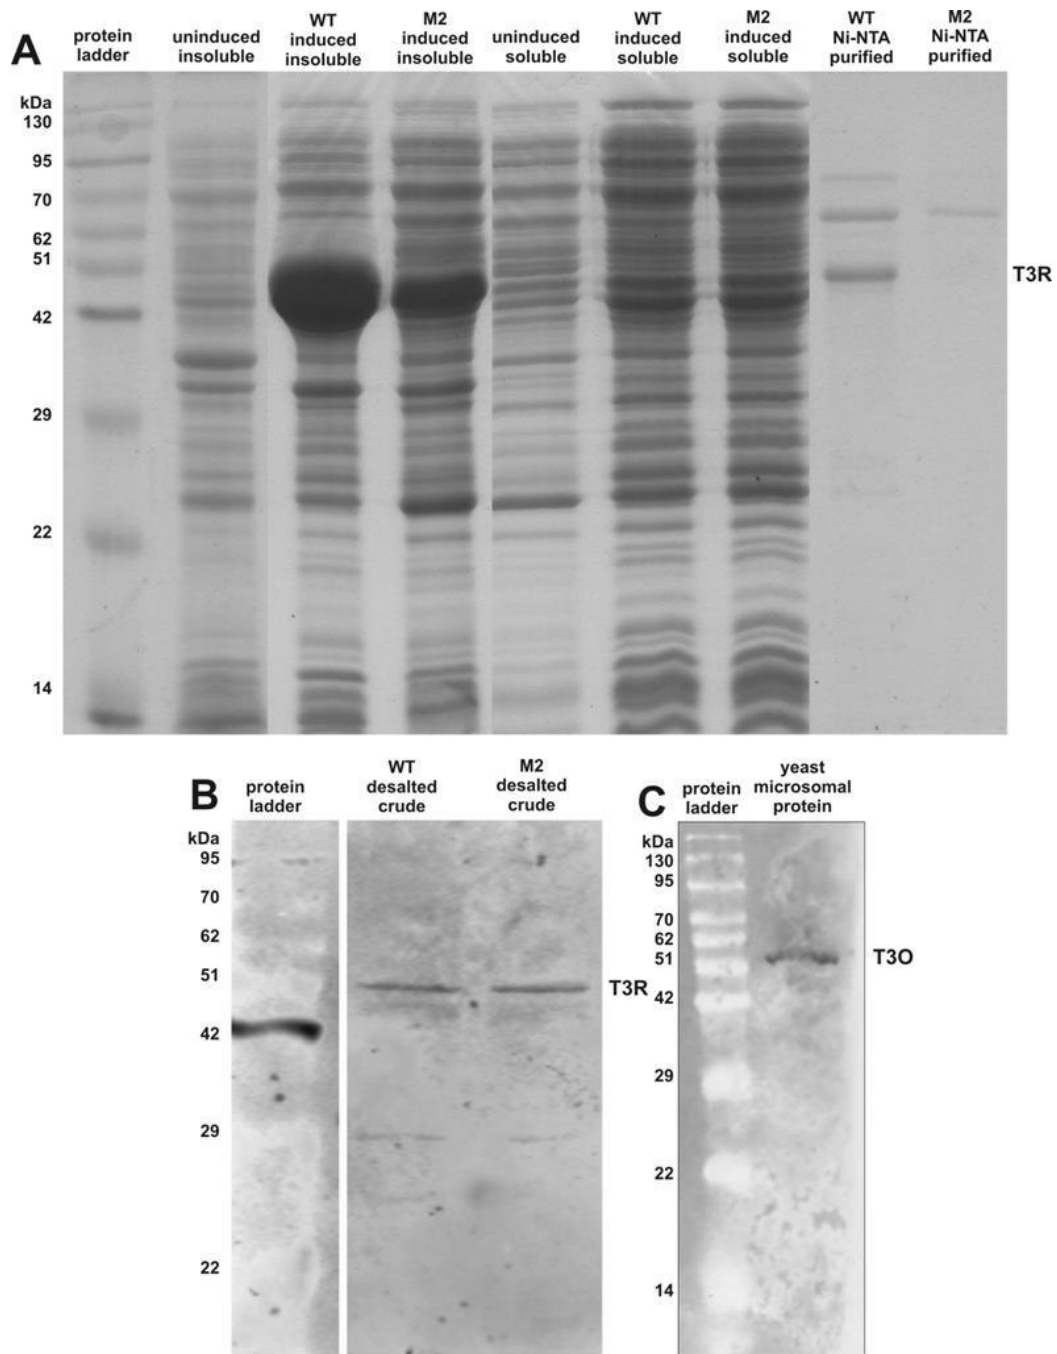 A
protein
ladder
uninduced
insoluble
WT
induced
insoluble
M2
induced
insoluble
uninduced
soluble
WT
induced
soluble
M2
induced
soluble
WT
Ni-NTA
purified
M2
Ni-NTA
purified
kDa
130
95
70
62
51
42
29
22
14
T3R
B
protein
ladder
WT
desalted
crude
M2
desalted
crude
kDa
95
70
62
51
42
29
22
T3R
C
protein
ladder
yeast
microsomal
protein
kDa
130
95
70
62
51
42
29
22
14
T3O